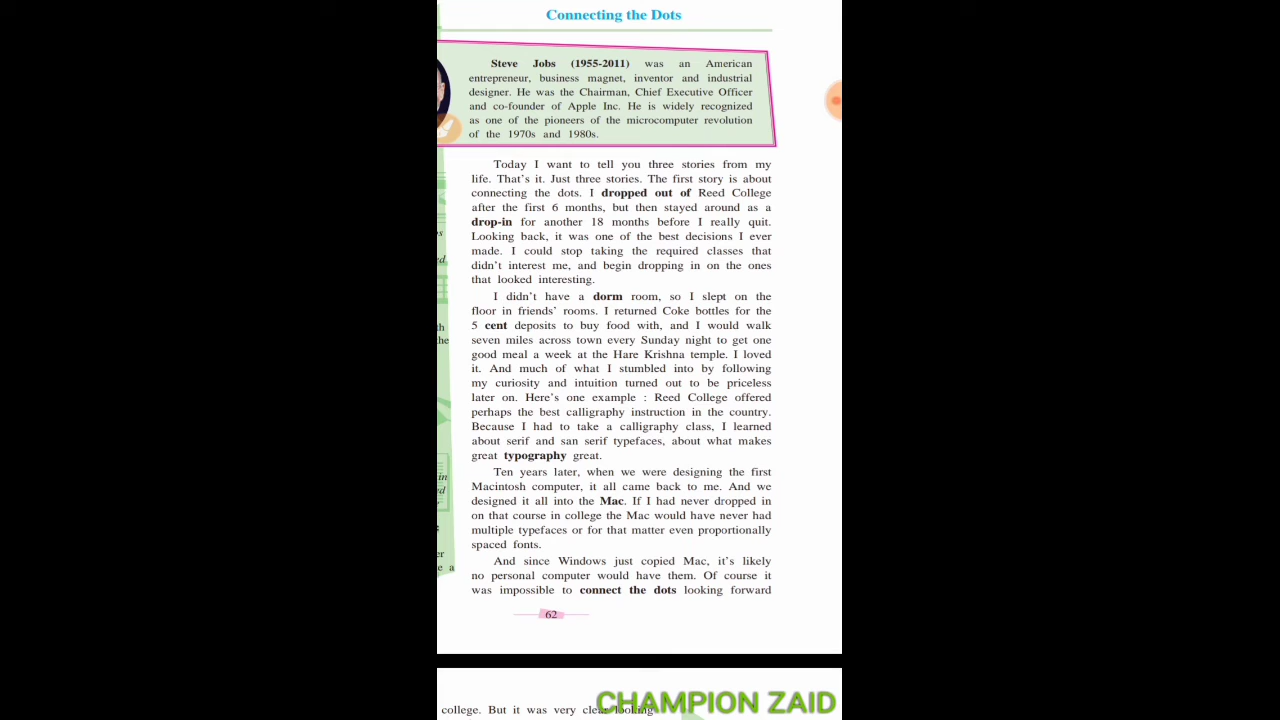 Connecting the Dots
Steve Jobs (1955-2011) was an American
entrepreneur, business magnet, inventor and industrial
designer. He was the Chairman, Chief Executive Officer
and co-founder of Apple Inc. He is widely recognized
as one of the pioneers of the microcomputer revolution
of the 1970s and 1980s.
Today I want to tell you three stories from my
life. That's it. Just three stories. The first story is about
connecting the dots. I dropped out of Reed College
after the first 6 months, but then stayed around as a
drop-in for another 18 months before I really quit.
Looking back, it was one of the best decisions I ever
made. I could stop taking the required classes that
didn't interest me, and begin dropping in on the ones
that looked interesting.
I didn't have a dorm room, so I slept on the
floor in friends' rooms. I returned Coke bottles for the
5 cent deposits to buy food with, and I would walk
seven miles across town every Sunday night to get one
good meal a week at the Hare Krishna temple. I loved
it. And much of what I stumbled into by following
my curiosity and intuition turned out to be priceless
later on. Here's one example : Reed College offered
perhaps the best calligraphy instruction in the country.
Because I had to take a calligraphy class, I learned
about serif and san serif typefaces, about what makes
great typography great.
Ten years later, when we were designing the first
Macintosh computer, it all came back to me. And we
designed it all into the Mac. If I had never dropped in
on that course in college the Mac would have never had
multiple typefaces or for that matter even proportionally
spaced fonts.
And since Windows just copied Mac, it's likely
no personal computer would have them. Of course it
was impossible to connect the dots looking forward
62
college. But it was very clear looking
CHAMPION ZAID